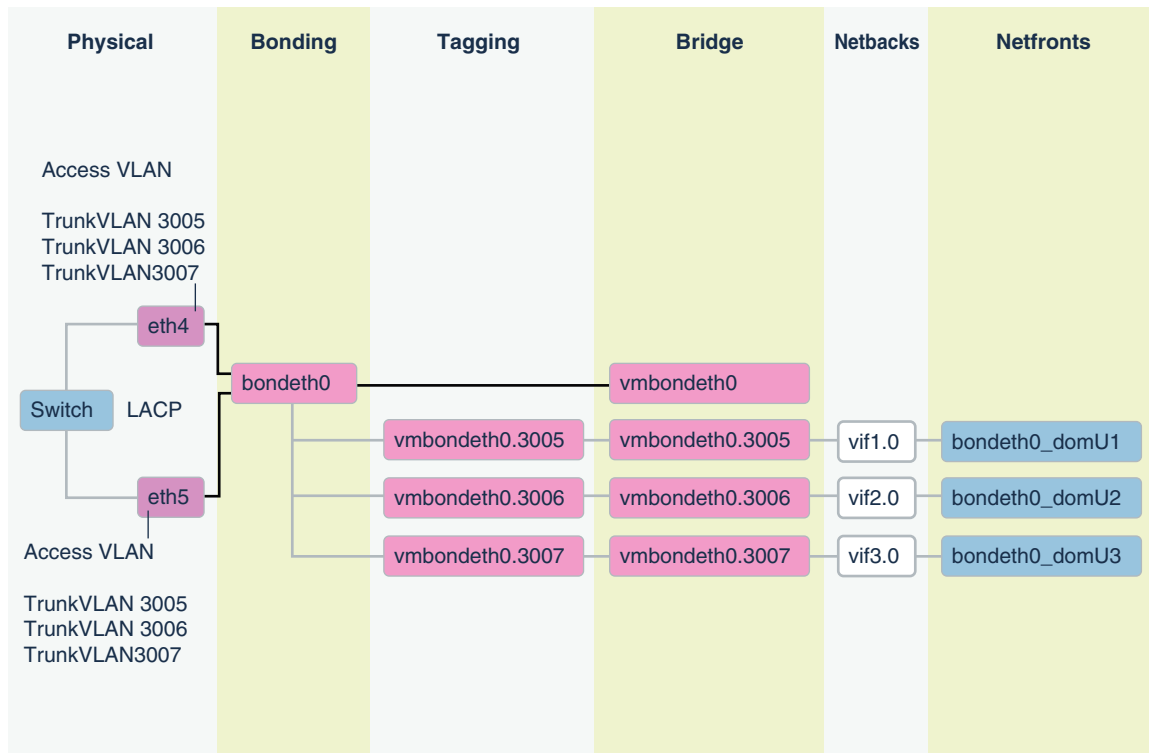 Physical
Bonding
Tagging
Bridge
Netbacks
Netfronts
Access VLAN
TrunkVLAN 3005
TrunkVLAN 3006
TrunkVLAN3007
eth4
bondeth0
vmbondeth0
Switch
LACP
vmbondeth0.3005
vmbondeth0.3005
vif1.0
bondeth0_domU1
eth5
vmbondeth0.3006
vmbondeth0.3006
vif2.0
bondeth0_domU2
Access VLAN
vmbondeth0.3007
vmbondeth0.3007
vif3.0
bondeth0_domU3
TrunkVLAN 3005
TrunkVLAN 3006
TrunkVLAN3007